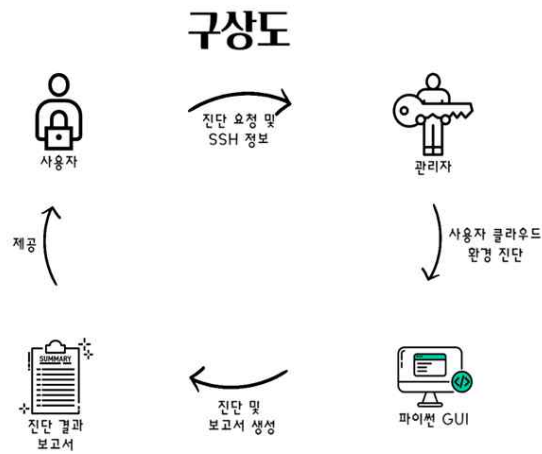 구상도
진단 요청 및
SSH 정보
사용자
관리자
제공
사용자 클라우드
환경 진단
SUMMARY
진단 결과
보고서
진단 및
보고서 생성
</>
파이썬 GUI